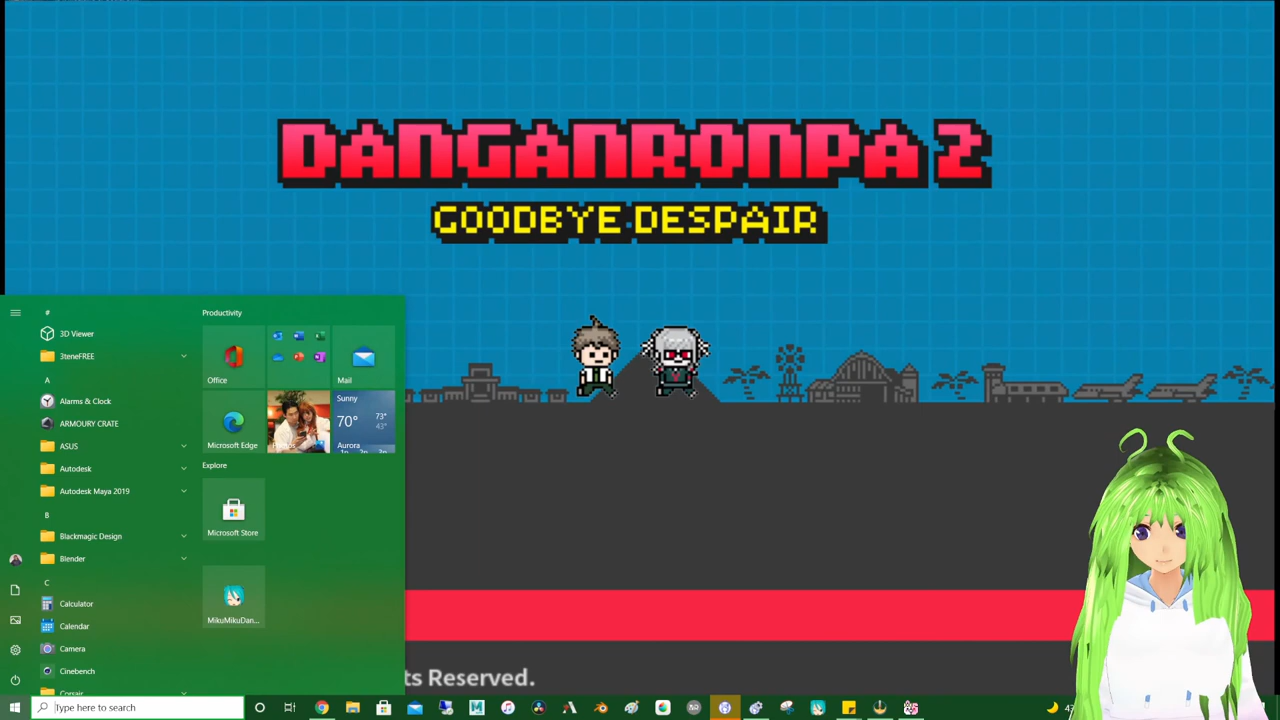 DANGANRONPA 2
GOODBYE DESPAIR
#
Productivity
3D Viewer
3teneFREE
A
Office
Mail
Alarms & Clock
Sunny
ARMOURY CRATE
70°
73°
43°
ASUS
Microsoft Edge
Aurora
Autodesk
Explore
Autodesk Maya 2019
B
Blackmagic Design
Microsoft Store
Blender
C
Calculator
MikuMikuDan...
Calendar
Camera
Cinebench
Corsair
ts Reserved.
Type here to search